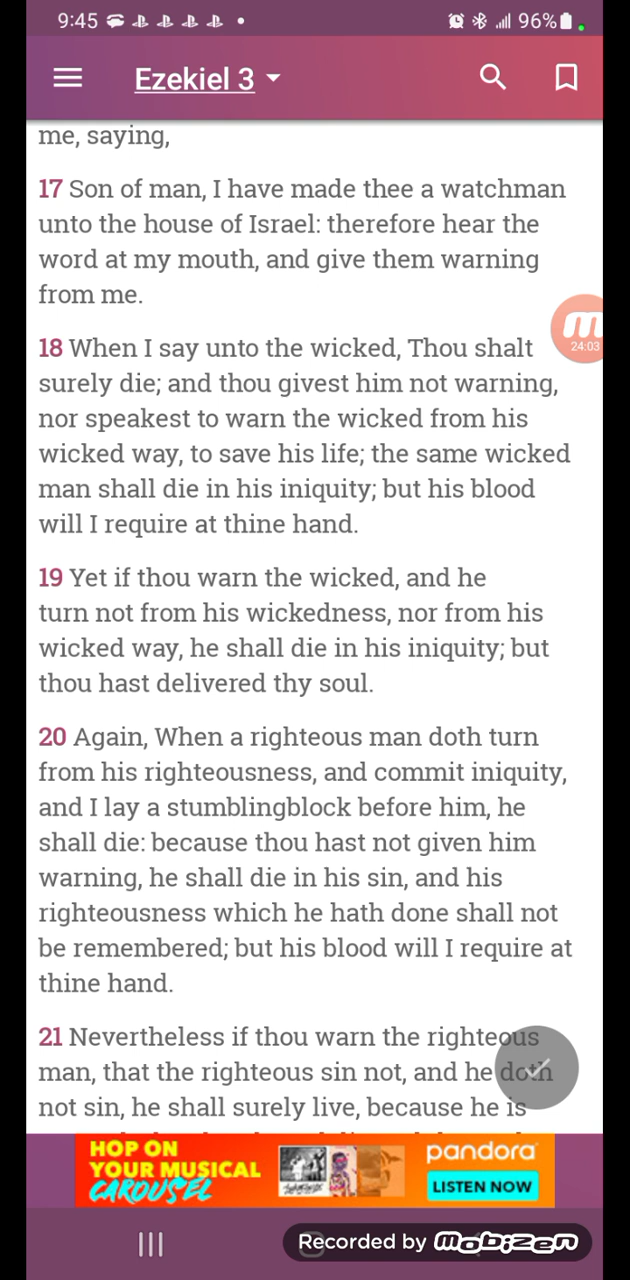 9:45
96%
Ezekiel 3
me, saying,
17 Son of man, I have made thee a watchman
unto the house of Israel: therefore hear the
word at my mouth, and give them warning
from me.
24:03
18 When I say unto the wicked, Thou shalt
surely die; and thou givest him not warning,
nor speakest to warn the wicked from his
wicked way, to save his life; the same wicked
man shall die in his iniquity; but his blood
will I require at thine hand.
19 Yet if thou warn the wicked, and he
turn not from his wickedness, nor from his
wicked way, he shall die in his iniquity; but
thou hast delivered thy soul.
20 Again, When a righteous man doth turn
from his righteousness, and commit iniquity,
and I lay a stumblingblock before him, he
shall die: because thou hast not given him
warning, he shall die in his sin, and his
righteousness which he hath done shall not
be remembered; but his blood will I require at
thine hand.
21 Nevertheless if thou warn the righteous
man, that the righteous sin not, and he doth
not sin, he shall surely live, because he is
HOP ON
YOUR MUSICAL
CAROUSEL
pandora
LISTEN NOW
Recorded by mobizen